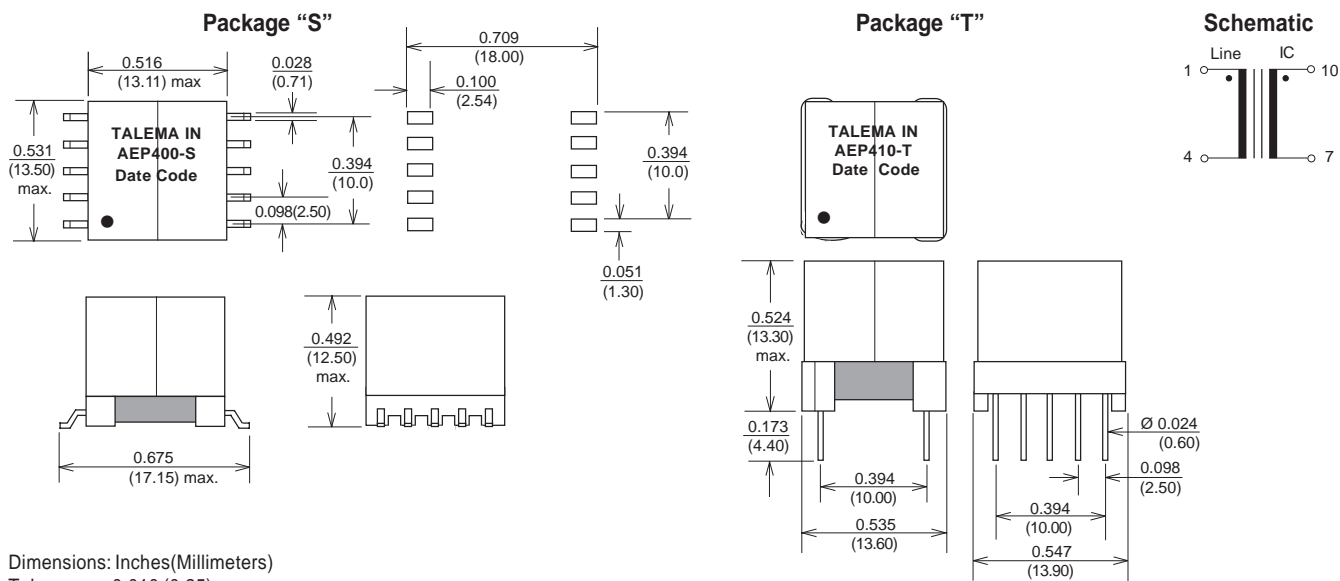 Package “S”
0.709
(18.00)
0.516
(13.11) max
0.028
(0.71)
0.100
(2.54)
TALEMA IN
AEP400-S
Date Code
0.531
(13.50)
max.
0.394
(10.0)
0.098(2.50)
0.394
(10.0)
0.051
(1.30)
0.492
(12.50)
max.
0.675
(17.15) max.
Package “T”
TALEMA IN
AEP410-T
Date Code
0.524
(13.30)
max.
0.173
(4.40)
0.394
(10.00)
0.535
(13.60)
Ø 0.024
(0.60)
0.098
(2.50)
0.394
(10.00)
0.547
(13.90)
Schematic
Line IC
1 10
4 7
Dimensions: Inches(Millimeters)